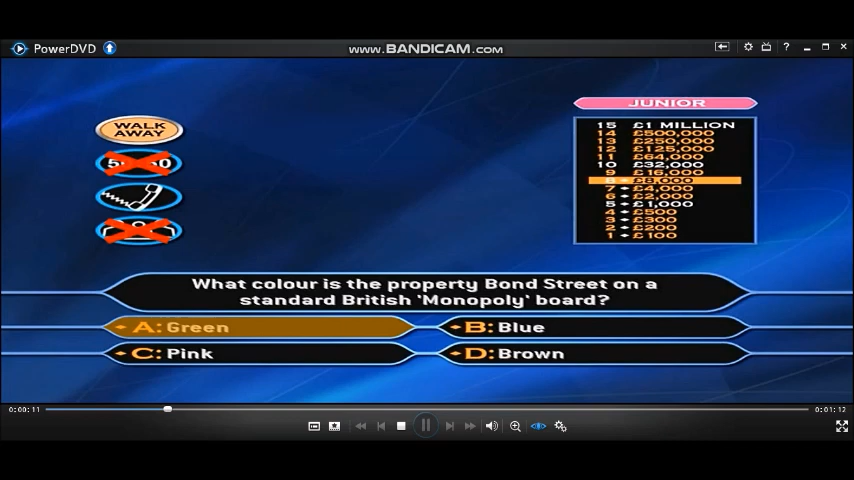 PowerDVD
www.BANDICAM.com
?
WALK
AWAY
JUNIOR
15 £1 MILLION
14 £500,000
13 £250,000
12 £125,000
11 £64,000
10 £32,000
9 £16,000
8 £8,000
7 £4,000
6 £2,000
5 £1,000
4 £500
3 £300
2 £200
1 £100
What colour is the property Bond Street on a
standard British 'Monopoly' board?
A: Green
B: Blue
C: Pink
D: Brown
0:00:11
0:01:12